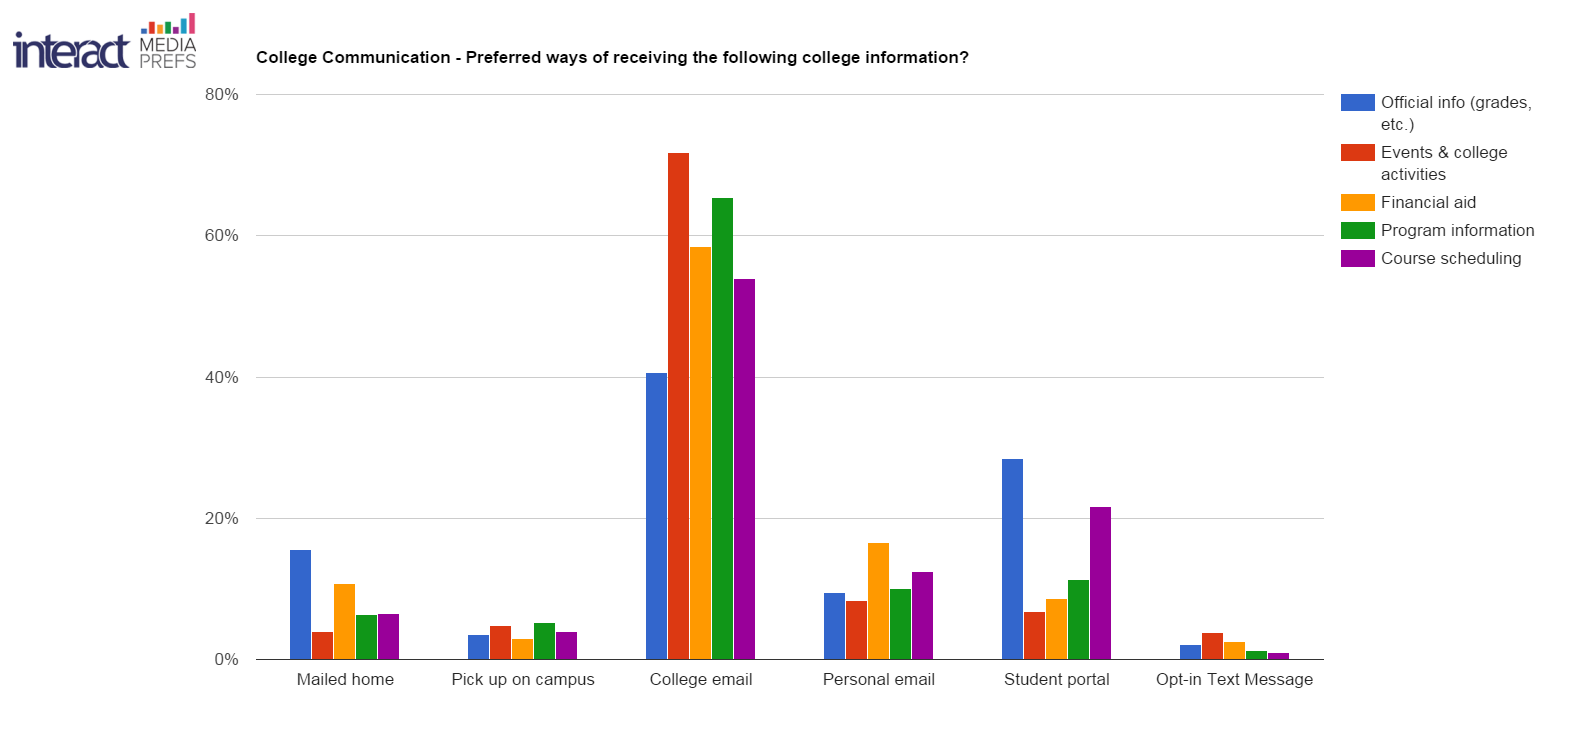 interact
MEDIA
PREFS
College Communication - Preferred ways of receiving the following college information?
80%
60%
40%
20%
0%
Mailed home
Pick up on campus
College email
Personal email
Student portal
Opt-in Text Message
Official info (grades,
etc.)
Events & college
activities
Financial aid
Program information
Course scheduling